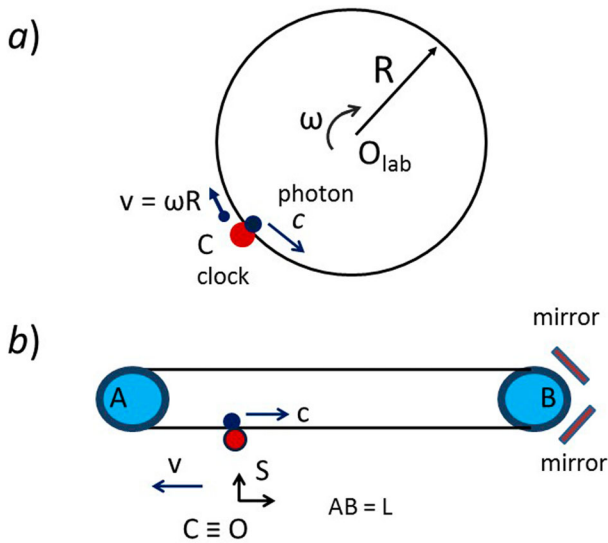 a)
R
ω
O_lab
photon
v = ωR
c
C
clock
mirror
b)
A
B
c
mirror
v
S
AB = L
C ≡ O